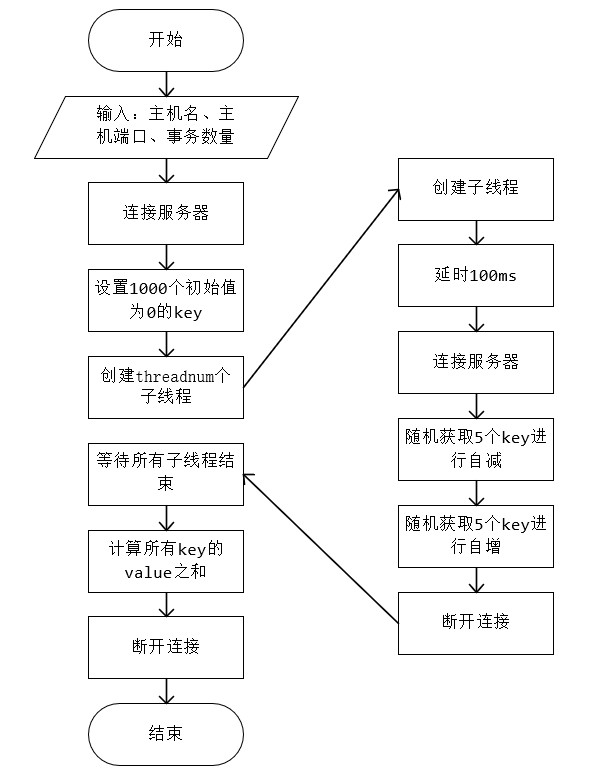 开始
输入: 主机名、主
机端口、事务数量
连接服务器
设置1000个初始值
为0的key
创建threadnum个
子线程
等待所有子线程结
束
计算所有key的
value之和
断开连接
结束
创建子线程
延时100ms
连接服务器
随机获取5个key进
行自减
随机获取5个key进
行自增
断开连接